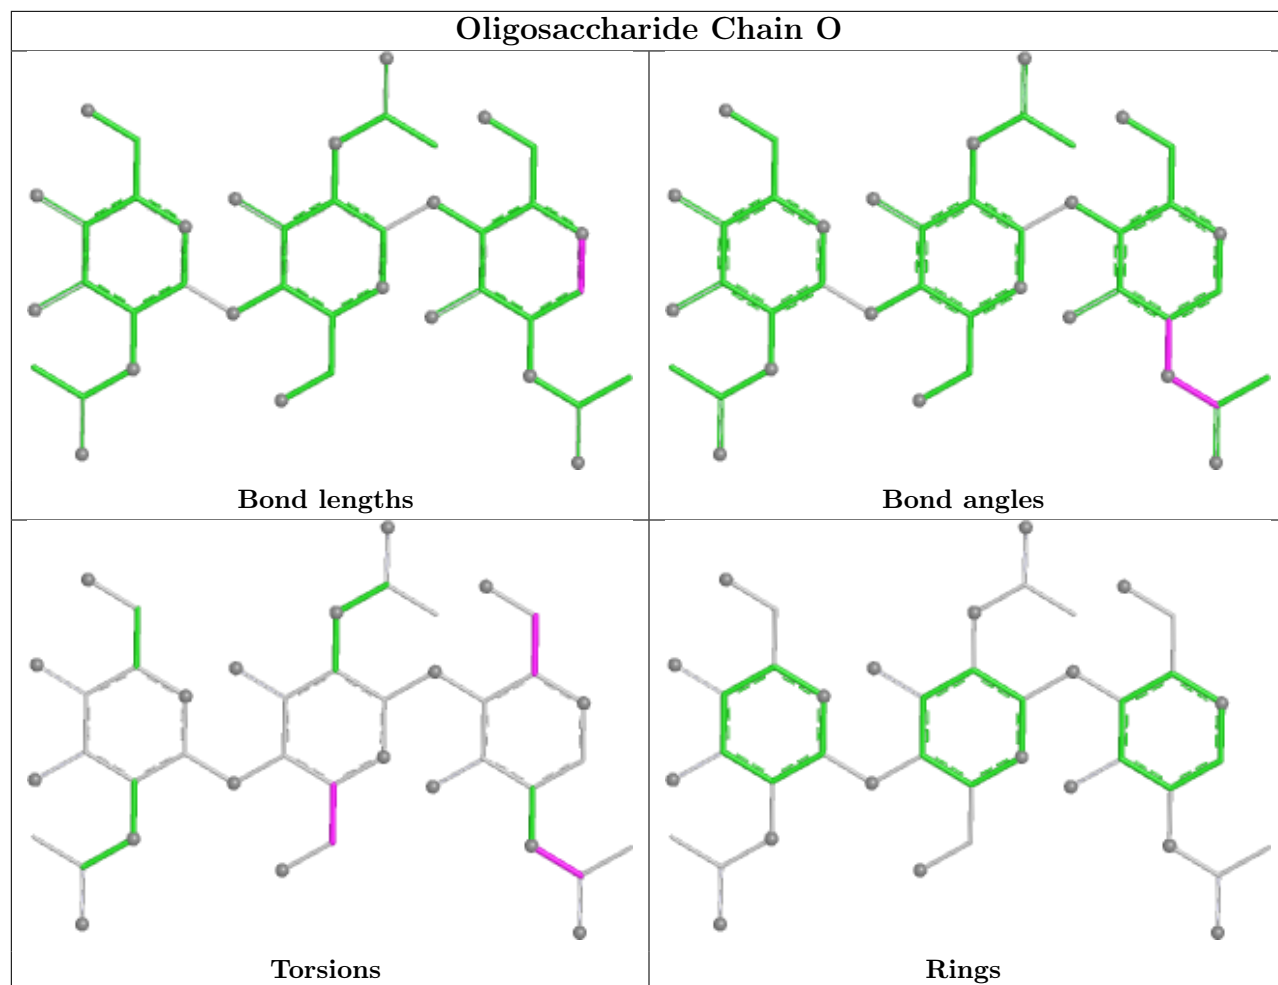 Oligosaccharide Chain O
Bond lengths
Bond angles
Torsions
Rings